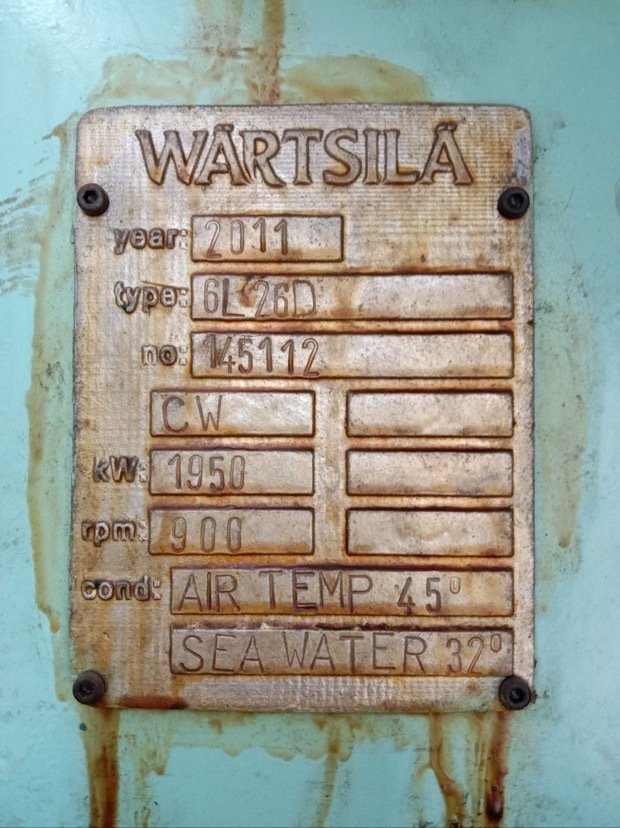 WÄRTSILÄ
year: 2011
type: 6L 26D
no: 145112
CW
kW: 1950
rpm: 900
cond: AIR TEMP 45°
SEA WATER 32°